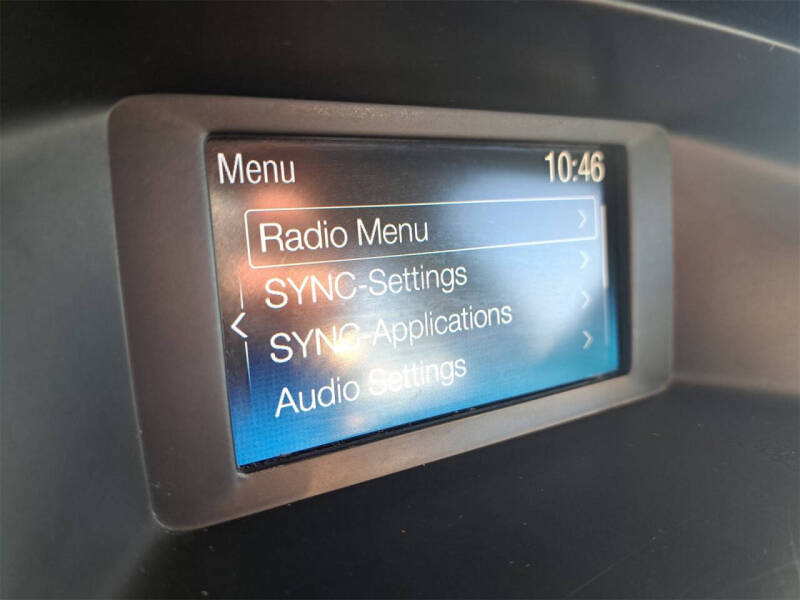 Menu 10:46
Radio Menu
SYNC-Settings
SYNC-Applications
Audio Settings